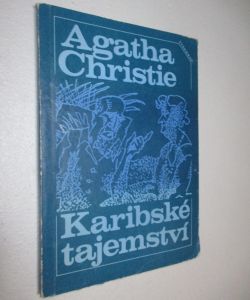 Agatha
Christie
Karibské
tajemství